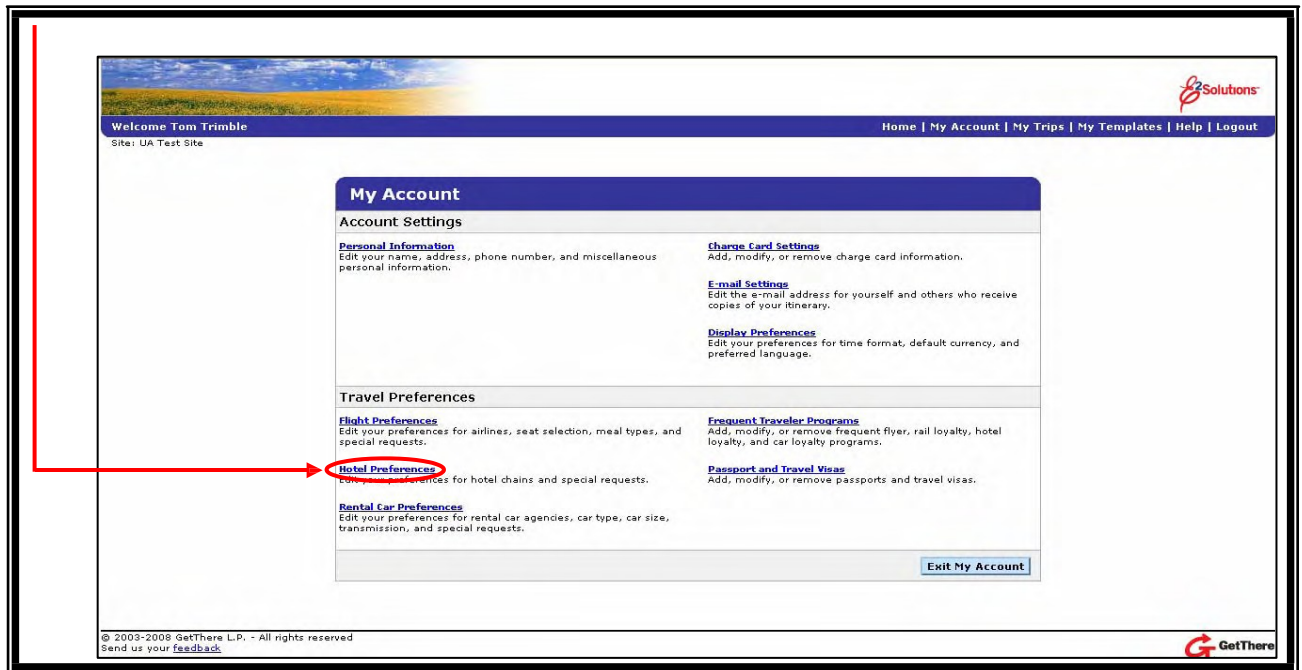 e2Solutions
Welcome Tom Trimble
Home | My Account | My Trips | My Templates | Help | Logout
Site: UA Test Site
My Account
Account Settings
Personal Information
Edit your name, address, phone number, and miscellaneous
personal information.
Charge Card Settings
Add, modify, or remove charge card information.
E-mail Settings
Edit the e-mail address for yourself and others who receive
copies of your itinerary.
Display Preferences
Edit your preferences for time format, default currency, and
preferred language.
Travel Preferences
Flight Preferences
Edit your preferences for airlines, seat selection, meal types, and
special requests.
Hotel Preferences
Edit your preferences for hotel chains and special requests.
Rental Car Preferences
Edit your preferences for rental car agencies, car type, car size,
transmission, and special requests.
Frequent Traveler Programs
Add, modify, or remove frequent flyer, rail loyalty, hotel
loyalty, and car loyalty programs.
Passport and Travel Visas
Add, modify, or remove passports and travel visas.
Exit My Account
© 2003-2008 GetThere L.P. - All rights reserved
Send us your feedback
GetThere